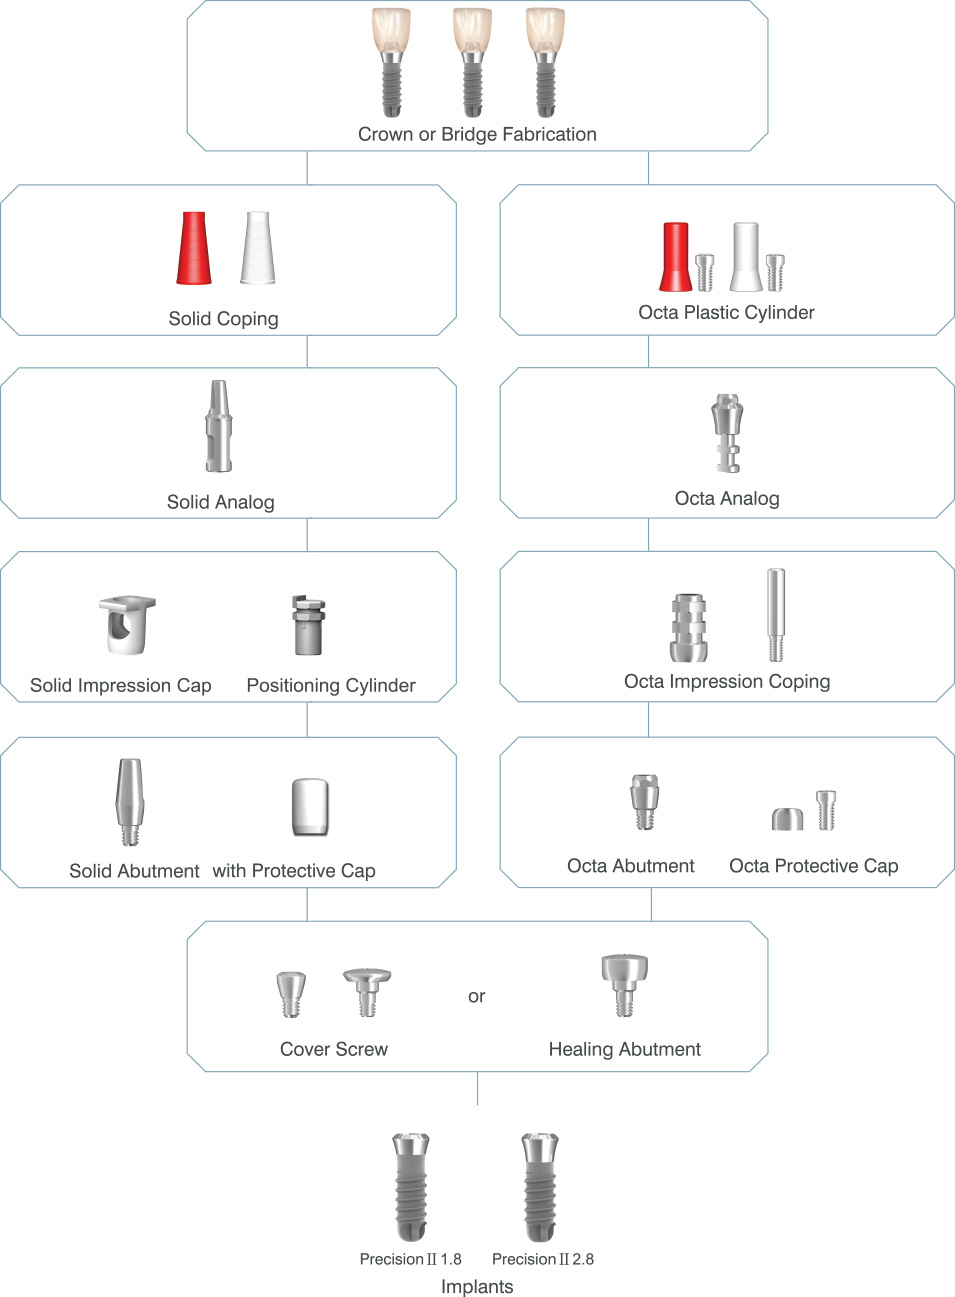 Crown or Bridge Fabrication
Solid Coping
Octa Plastic Cylinder
Solid Analog
Octa Analog
Solid Impression Cap
Positioning Cylinder
Octa Impression Coping
Solid Abutment with Protective Cap
Octa Abutment
Octa Protective Cap
Cover Screw
or
Healing Abutment
Precision Ⅱ 1.8
Precision Ⅱ 2.8
Implants